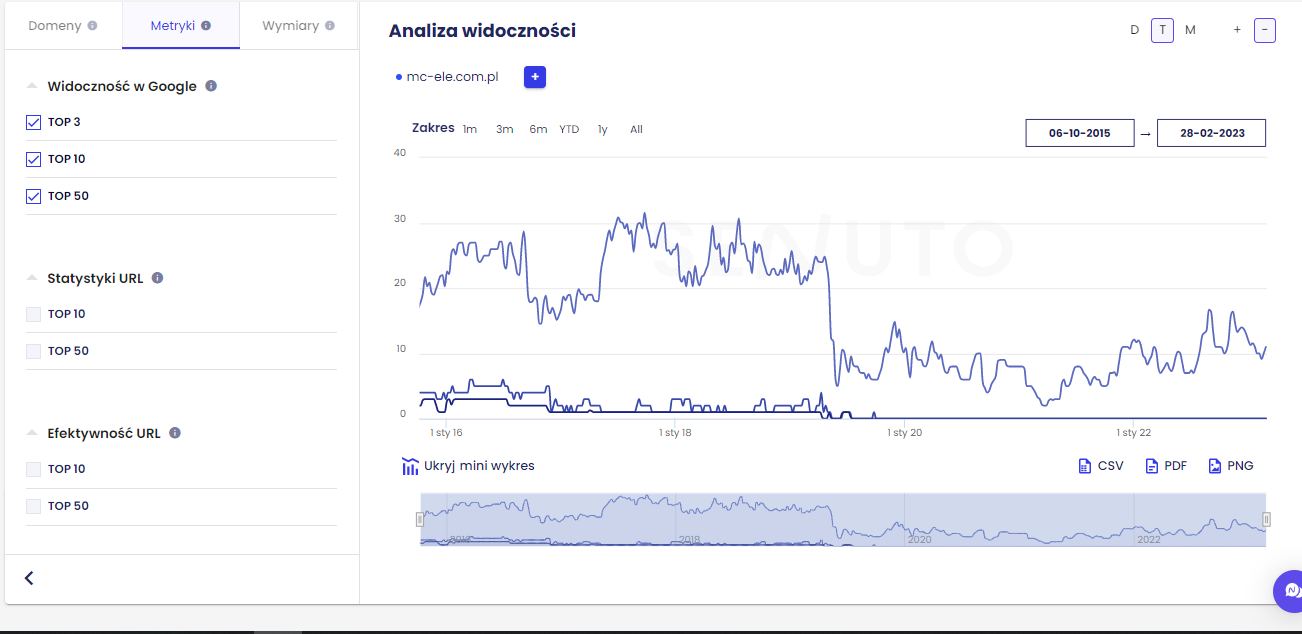 Domeny
Metryki
Wymiary
Widoczność w Google
TOP 3
TOP 10
TOP 50
Statystyki URL
TOP 10
TOP 50
Efektywność URL
TOP 10
TOP 50
Analiza widoczności
D T M + -
mc-ele.com.pl +
Zakres 1m 3m 6m YTD 1y All
06-10-2015 → 28-02-2023
SENUTO
40
30
20
10
0
1 sty 16
1 sty 18
1 sty 20
1 sty 22
Ukryj mini wykres
CSV PDF PNG
2016
2018
2020
2022